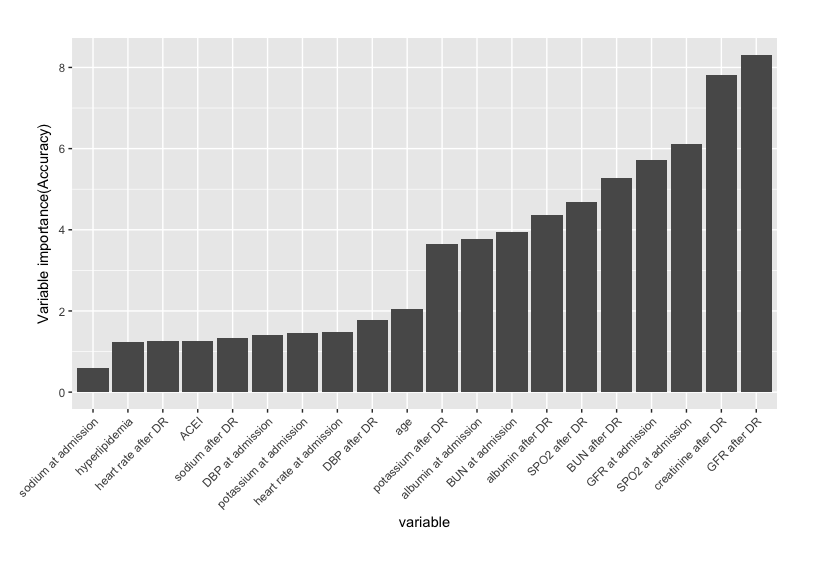 Variable importance(Accuracy)
8
6
4
2
0
sodium at admission
hyperlipidemia
heart rate after DR
ACEI
sodium after DR
DBP at admission
potassium at admission
heart rate at admission
DBP after DR
age
potassium after DR
albumin at admission
BUN at admission
albumin after DR
SPO2 after DR
BUN after DR
GFR at admission
SPO2 at admission
creatinine after DR
GFR after DR
variable